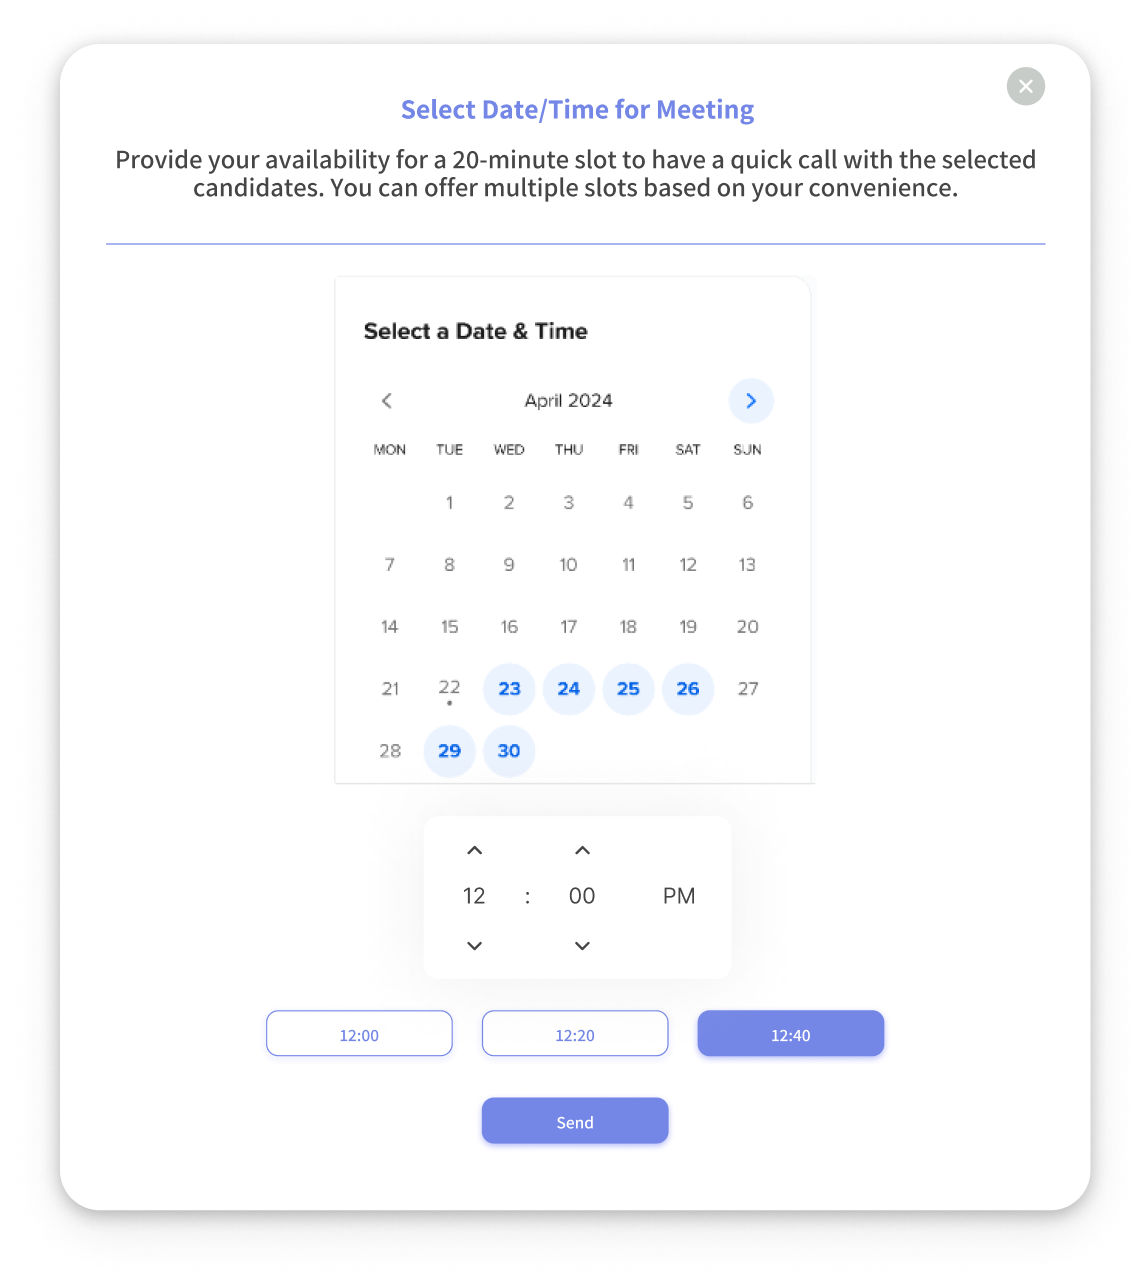 Select Date/Time for Meeting
Provide your availability for a 20-minute slot to have a quick call with the selected
candidates. You can offer multiple slots based on your convenience.
Select a Date & Time
April 2024
MON TUE WED THU FRI SAT SUN
1 2 3 4 5 6
7 8 9 10 11 12 13
14 15 16 17 18 19 20
21 22 23 24 25 26 27
28 29 30
12 : 00 PM
12:00 12:20 12:40
Send